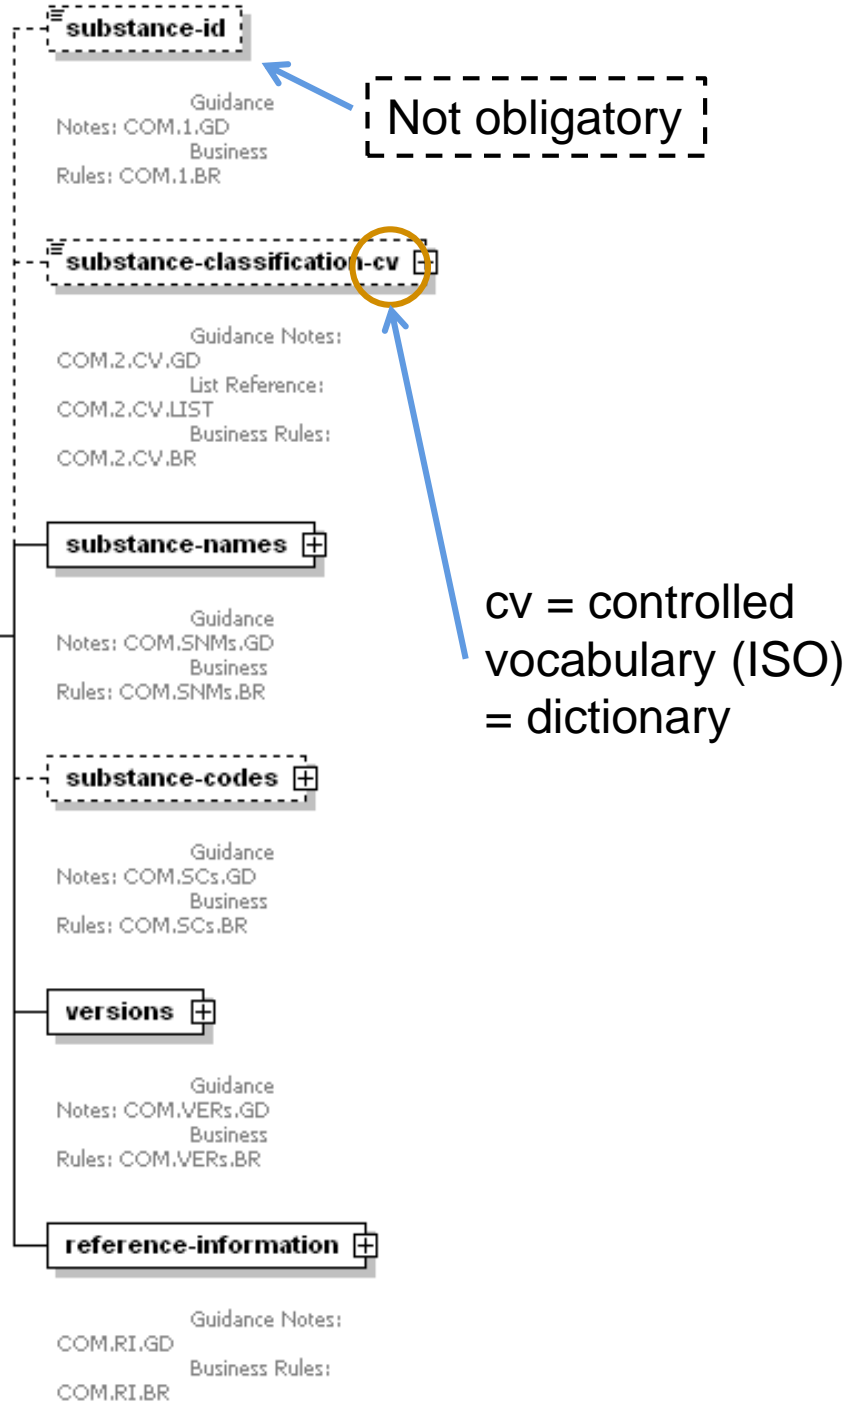 substance-id
Guidance
Notes: COM.1.GD
Business
Rules: COM.1.BR
Not obligatory
substance-classification-cv
Guidance Notes:
COM.2.CV.GD
List Reference:
COM.2.CV.LIST
Business Rules:
COM.2.CV.BR
substance-names
Guidance
Notes: COM.SNMs.GD
Business
Rules: COM.SNMs.BR
cv = controlled
vocabulary (ISO)
= dictionary
substance-codes
Guidance
Notes: COM.SCs.GD
Business
Rules: COM.SCs.BR
versions
Guidance
Notes: COM.VERs.GD
Business
Rules: COM.VERs.BR
reference-information
Guidance Notes:
COM.RI.GD
Business Rules:
COM.RI.BR